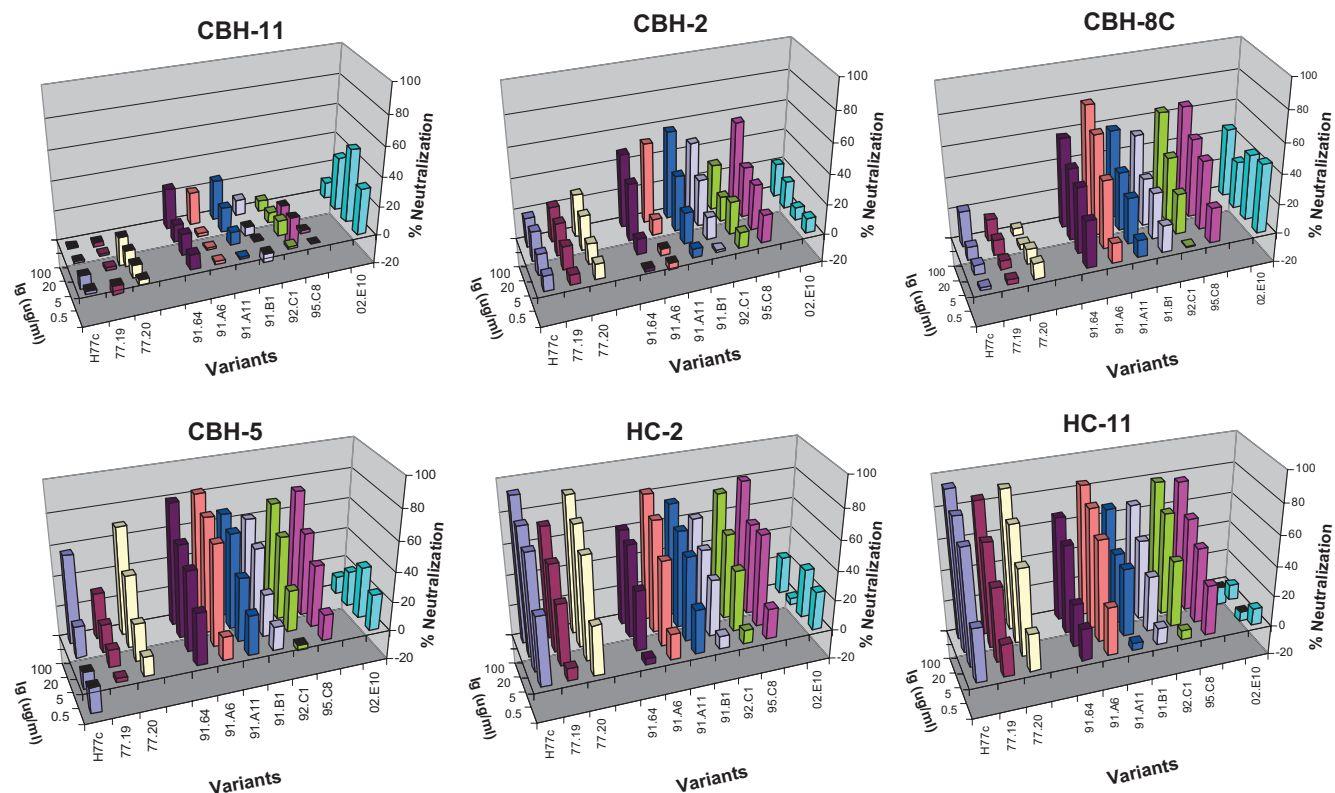 CBH-11
CBH-2
CBH-8C
100
80
60
40
20
0
-20
% Neutralization
100
20
5
0.5
Ig (ug/ml)
H77c
77.19
77.20
91.64
91.A6
91.A11
91.B1
92.C1
95.C8
02.E10
Variants
100
80
60
40
20
0
-20
% Neutralization
100
20
5
0.5
Ig (ug/ml)
H77c
77.19
77.20
91.64
91.A6
91.A11
91.B1
92.C1
95.C8
02.E10
Variants
100
80
60
40
20
0
-20
% Neutralization
100
20
5
0.5
Ig (ug/ml)
H77c
77.19
77.20
91.64
91.A6
91.A11
91.B1
92.C1
95.C8
02.E10
Variants
CBH-5
HC-2
HC-11
100
80
60
40
20
0
-20
% Neutralization
100
20
5
0.5
Ig (ug/ml)
H77c
77.19
77.20
91.64
91.A6
91.A11
91.B1
92.C1
95.C8
02.E10
Variants
100
80
60
40
20
0
-20
% Neutralization
100
20
5
0.5
Ig (ug/ml)
H77c
77.19
77.20
91.64
91.A6
91.A11
91.B1
92.C1
95.C8
02.E10
Variants
100
80
60
40
20
0
-20
% Neutralization
100
20
5
0.5
Ig (ug/ml)
H77c
77.19
77.20
91.64
91.A6
91.A11
91.B1
92.C1
95.C8
02.E10
Variants